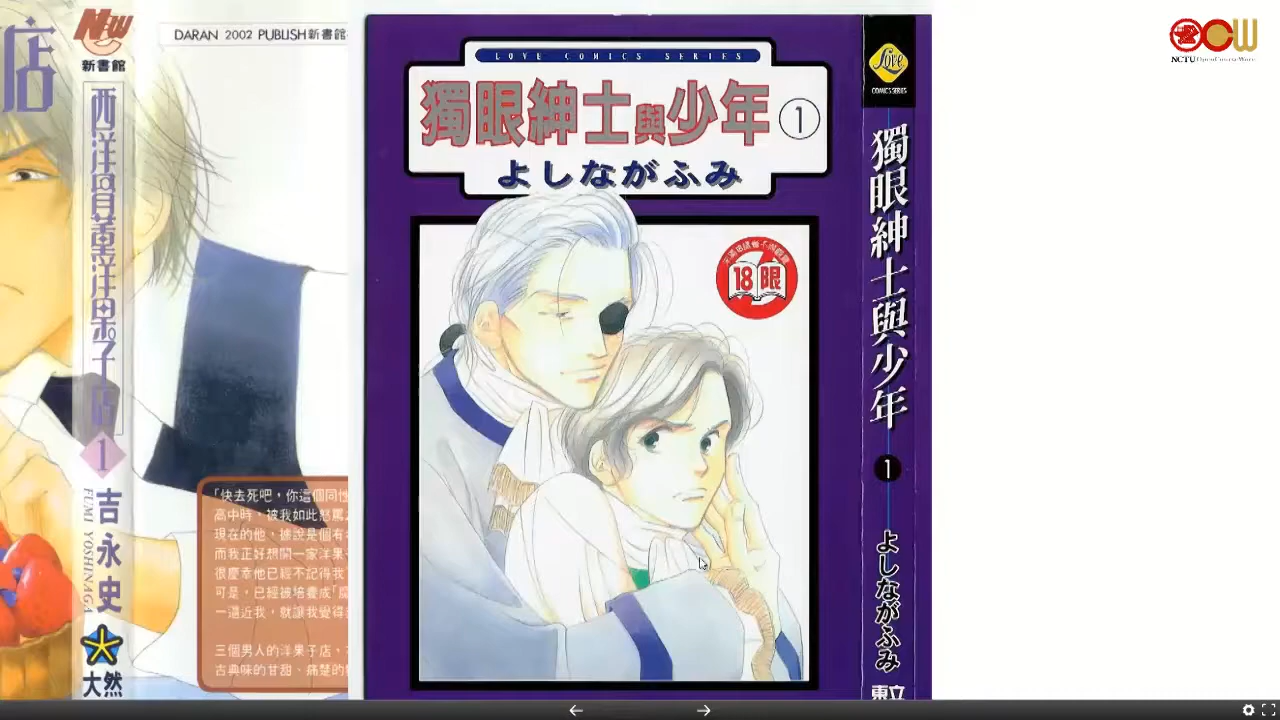 店
NEW
新書館
西洋骨董洋果子店
1
FUMI YOSHINAGA
吉永史
大然
DARAN 2002 PUBLISH新書館
「快去死吧,你這個同性
高中時,被我如此怒罵
現在的他,據說是個有
而我正好想開一家洋果
很慶幸他已經不記得我
可是,已經被培養成「魔
一逼近我,就讓我變得
三個男人的洋果子店,
古典味的甘甜、痛楚的
LOVE COMICS SERIES
獨眼紳士與少年 1
よしながふみ
18 限
Love
COMICS SERIES
獨眼紳士與少年
1
よしながふみ
東立
OCW
NCTU OpenCourseWare